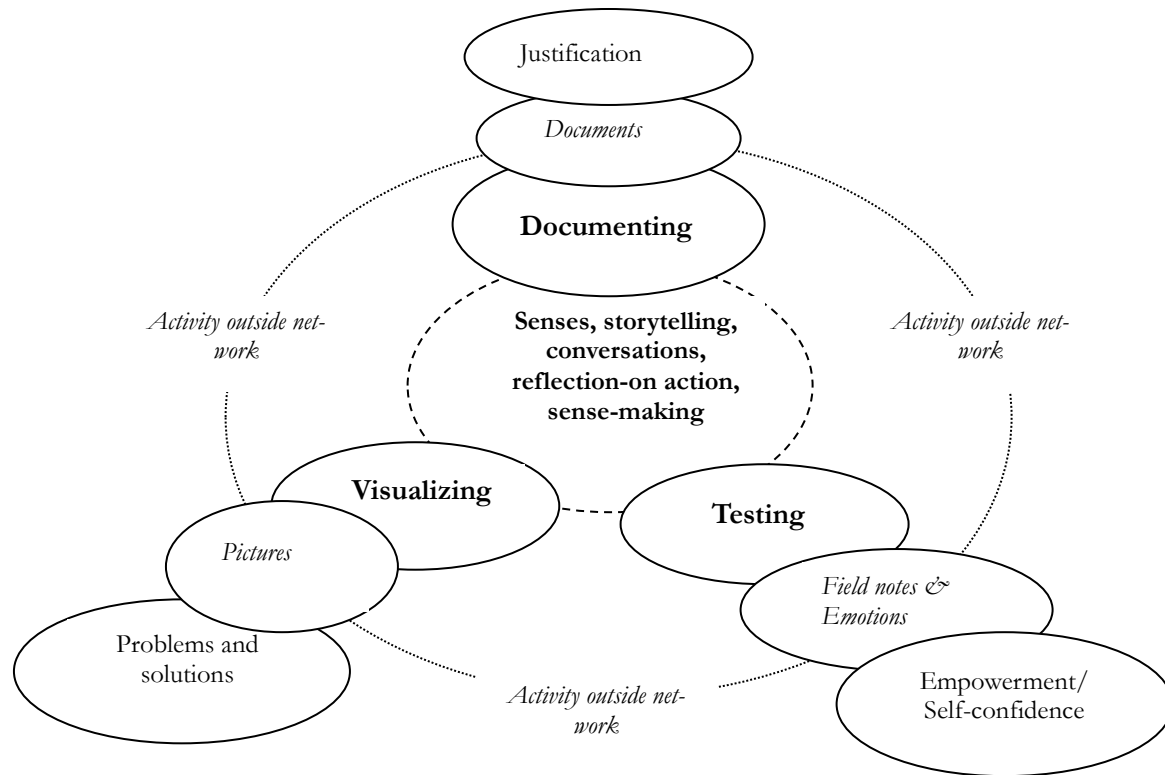 Justification
Documents
Documenting
Activity outside net-
work
Senses, storytelling,
conversations,
reflection-on action,
sense-making
Activity outside net-
work
Visualizing
Testing
Pictures
Field notes &
Emotions
Problems and
solutions
Empowerment/
Self-confidence
Activity outside net-
work